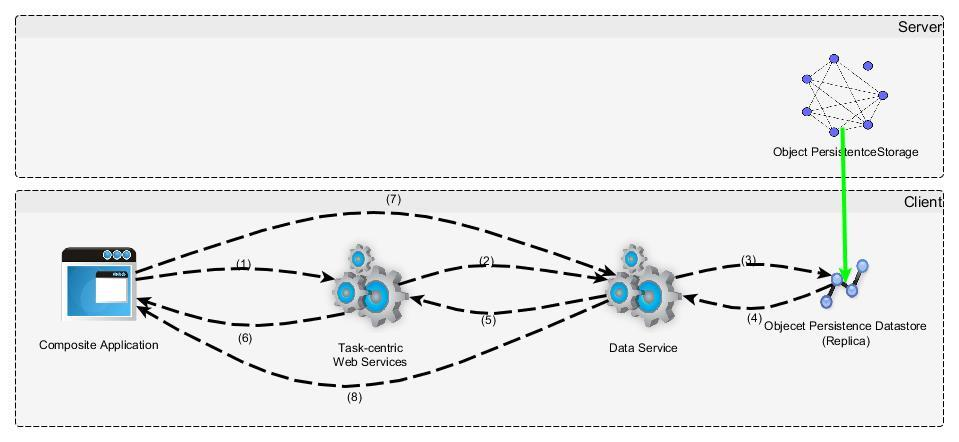 Server
Object PersistentceStorage
Client
(7)
(1)
(2)
(3)
(4)
(5)
(6)
(8)
Composite Application
Task-centric
Web Services
Data Service
Objecet Persistence Datastore
(Replica)